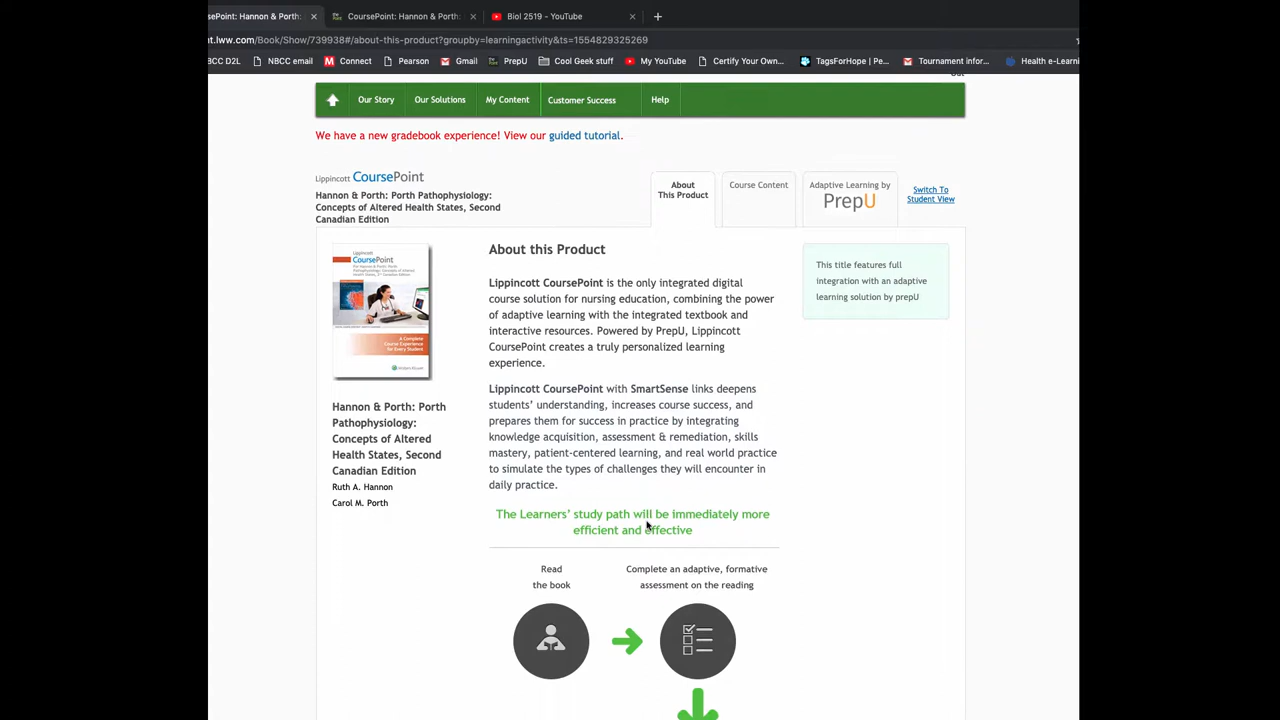 sePoint: Hannon & Porth: CoursePoint: Hannon & Porth: Biol 2519 - YouTube
nt.lww.com/Book/Show/739938#/about-this-product?groupby=learningactivity&ts=1554829325269
CC D2L NBCC email Connect Pearson Gmail PrepU Cool Geek stuff My YouTube Certify Your Own... TagsForHope | Pe... Tournament infor... Health e-Learni
Out
Our Story Our Solutions My Content Customer Success Help
We have a new gradebook experience! View our guided tutorial.
Lippincott CoursePoint
Hannon & Porth: Porth Pathophysiology:
Concepts of Altered Health States, Second
Canadian Edition
About
This Product
Course Content
Adaptive Learning by
PrepU
Switch To
Student View
Lippincott
CoursePoint
A Complete
Course Experience
for Every Student
Hannon & Porth: Porth
Pathophysiology:
Concepts of Altered
Health States, Second
Canadian Edition
Ruth A. Hannon
Carol M. Porth
About this Product
Lippincott CoursePoint is the only integrated digital
course solution for nursing education, combining the power
of adaptive learning with the integrated textbook and
interactive resources. Powered by PrepU, Lippincott
CoursePoint creates a truly personalized learning
experience.
Lippincott CoursePoint with SmartSense links deepens
students' understanding, increases course success, and
prepares them for success in practice by integrating
knowledge acquisition, assessment & remediation, skills
mastery, patient-centered learning, and real world practice
to simulate the types of challenges they will encounter in
daily practice.
The Learners' study path will be immediately more
efficient and effective
Read
the book
Complete an adaptive, formative
assessment on the reading
This title features full
integration with an adaptive
learning solution by prepU